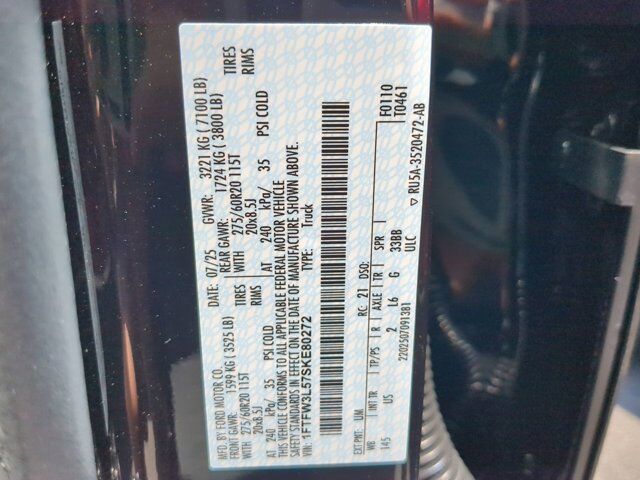 MFD. BY FORD MOTOR CO.
DATE: 07/25 GVWR: 3221 KG ( 7100 LB)
FRONT GAWR: 1599 KG ( 3525 LB) REAR GAWR: 1724 KG ( 3800 LB)
WITH 275/60R20 115T TIRES WITH 275/60R20 115T TIRES
20x8.5J RIMS 20x8.5J RIMS
AT 240 kPa/ 35 PSI COLD AT 240 kPa/ 35 PSI COLD
THIS VEHICLE CONFORMS TO ALL APPLICABLE FEDERAL MOTOR VEHICLE
SAFETY STANDARDS IN EFFECT ON THE DATE OF MANUFACTURE SHOWN ABOVE.
VIN: 1FTFW3L57SKE80272 TYPE: Truck
F0110
T0461
EXT PNT: UM RC: 21 DSO:
WB INT TR TP/PS R AXLE TR SPR
145 US 2 L6 G 33BB
ULC
2202507091381 RU5A-3520472-AB